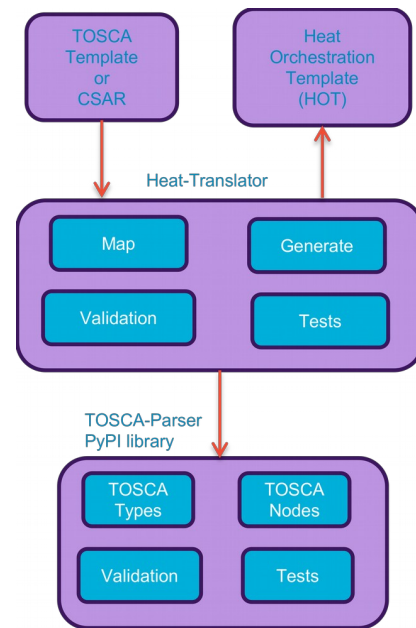 TOSCA
Template
or
CSAR
Heat
Orchestration
Template
(HOT)
Heat-Translator
Map
Generate
Validation
Tests
TOSCA-Parser
PyPI library
TOSCA
Types
TOSCA
Nodes
Validation
Tests